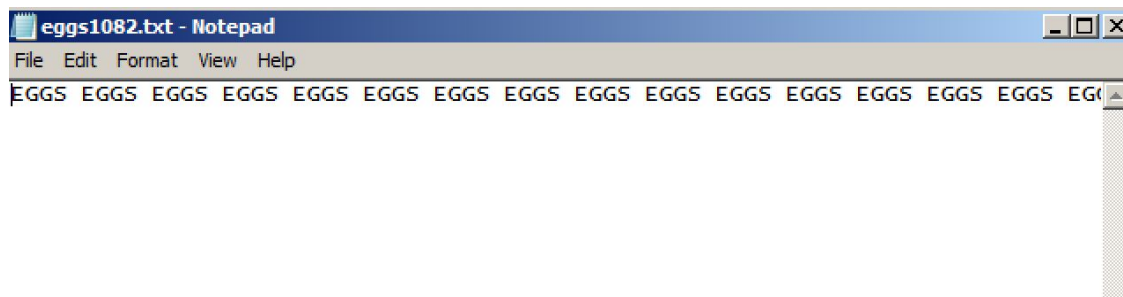 eggs1082.txt - Notepad
File Edit Format View Help
EGGS EGGS EGGS EGGS EGGS EGGS EGGS EGGS EGGS EGGS EGGS EGGS EGGS EGGS EGGS